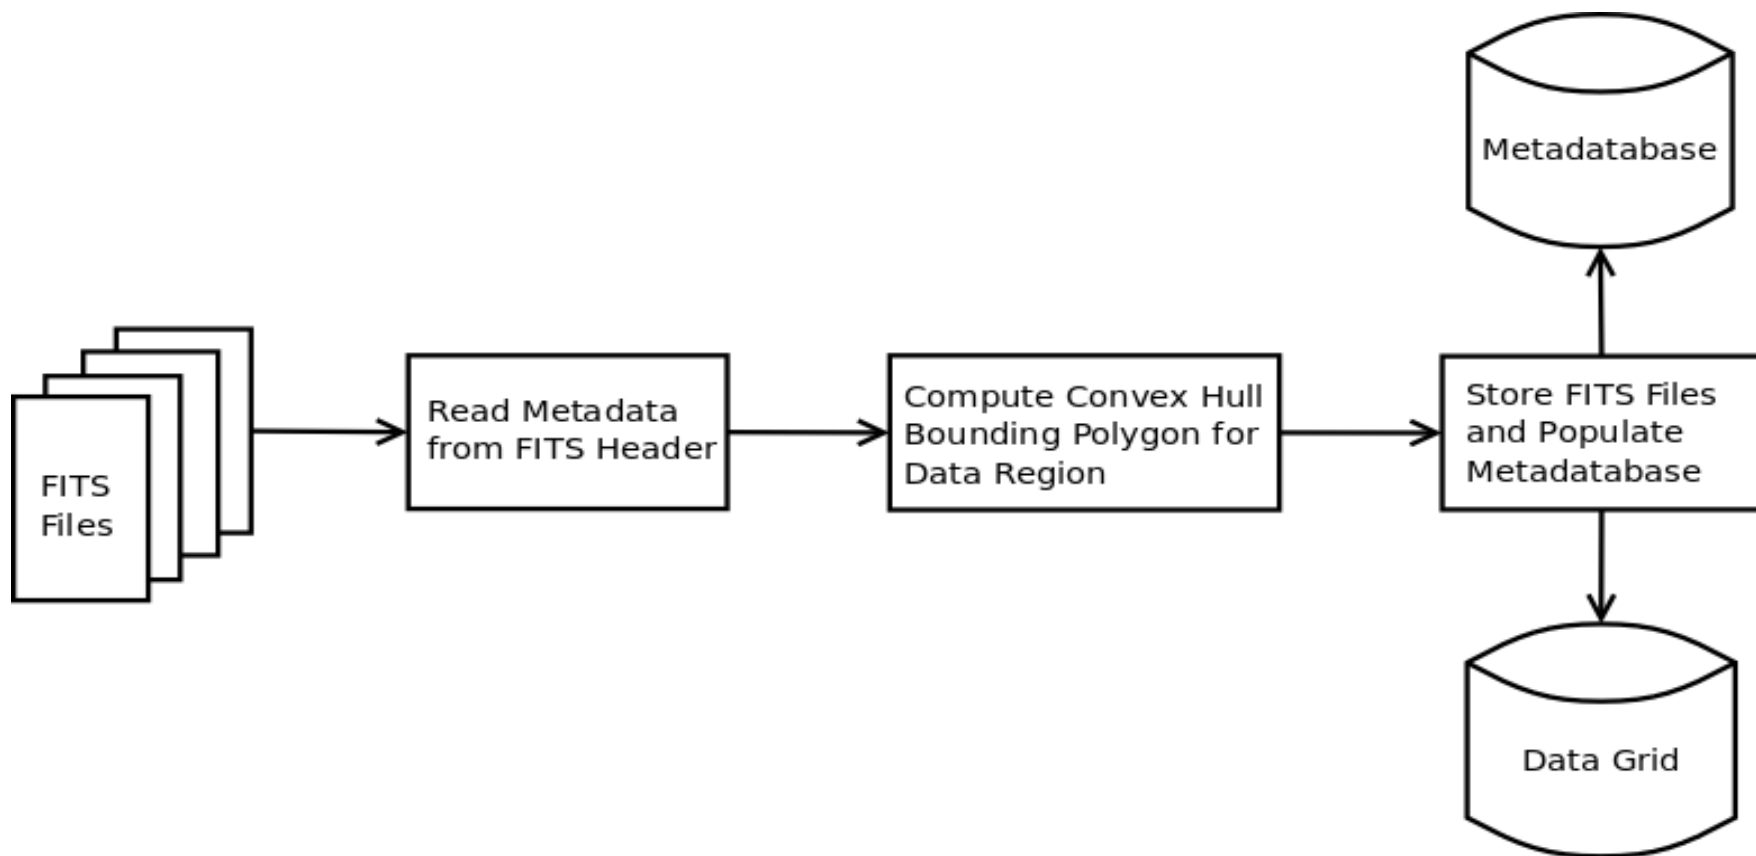 FITS
Files
Read Metadata
from FITS Header
Compute Convex Hull
Bounding Polygon for
Data Region
Store FITS Files
and Populate
Metadatabase
Metadatabase
Data Grid